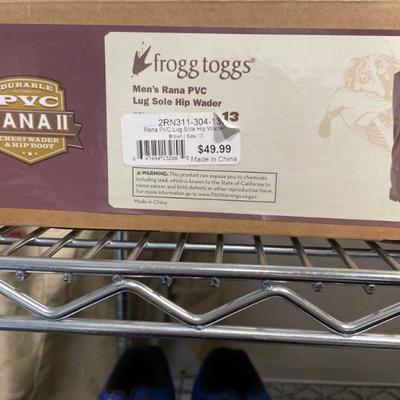 DURABLE
PVC
RANA II
CHEST WADER
& HIP BOOT
frogg toggs®
Men's Rana PVC
Lug Sole Hip Wader
13
2RN311-304-13
Rana PVC Lug Sole Hip Wader
Brown | Size 13
$49.99
Made in China
⚠WARNING: This product can expose you to chemicals
including lead, which is known to the State of California to
cause cancer and birth defects or other reproductive harm.
For more information go to www.P65Warnings.ca.gov.
Made in China